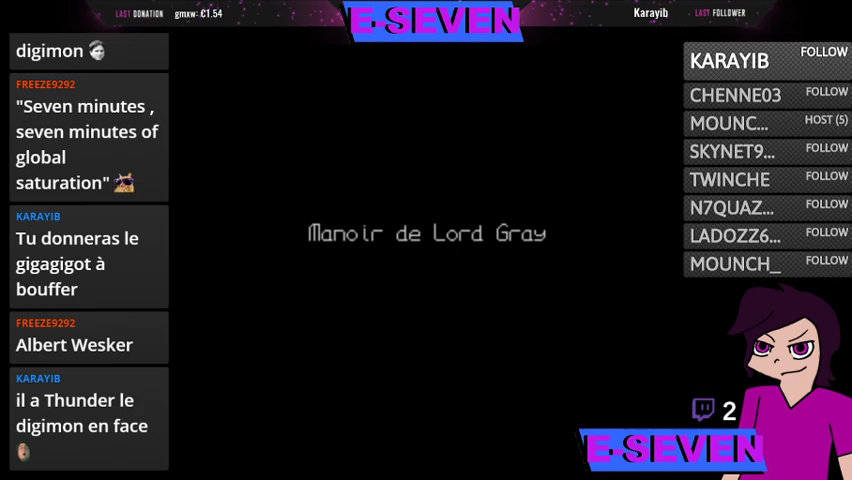 LAST DONATION
gmxw: €1.54
E-SEVEN
Karayib
LAST FOLLOWER
digimon
FREEZE9292
"Seven minutes ,
seven minutes of
global
saturation"
KARAYIB
Tu donneras le
gigagigot à
bouffer
FREEZE9292
Albert Wesker
KARAYIB
il a Thunder le
digimon en face
Manoir de Lord Gray
KARAYIB FOLLOW
CHENNE03 FOLLOW
MOUNC... HOST (5)
SKYNET9... FOLLOW
TWINCHE FOLLOW
N7QUAZ... FOLLOW
LADOZZ6... FOLLOW
MOUNCH_ FOLLOW
2
E-SEVEN